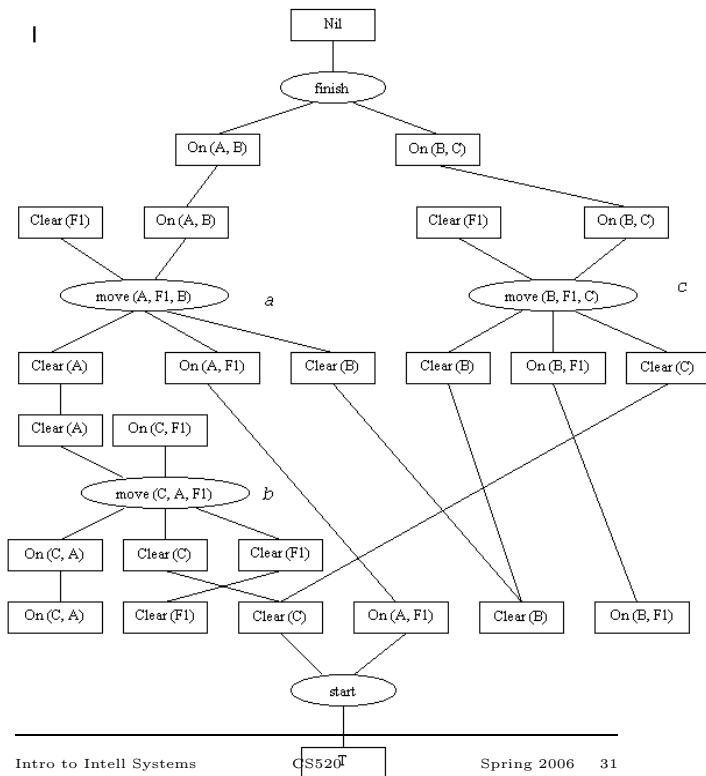 I
Nil
finish
On (A, B) On (B, C)
Clear (F1) On (A, B) Clear (F1) On (B, C)
move (A, F1, B) a move (B, F1, C) c
Clear (A) On (A, F1) Clear (B) Clear (B) On (B, F1) Clear (C)
Clear (A) On (C, F1)
move (C, A, F1) b
On (C, A) Clear (C) Clear (F1)
On (C, A) Clear (F1) Clear (C) On (A, F1) Clear (B) On (B, F1)
start
T
Intro to Intell Systems CS520 Spring 2006 31